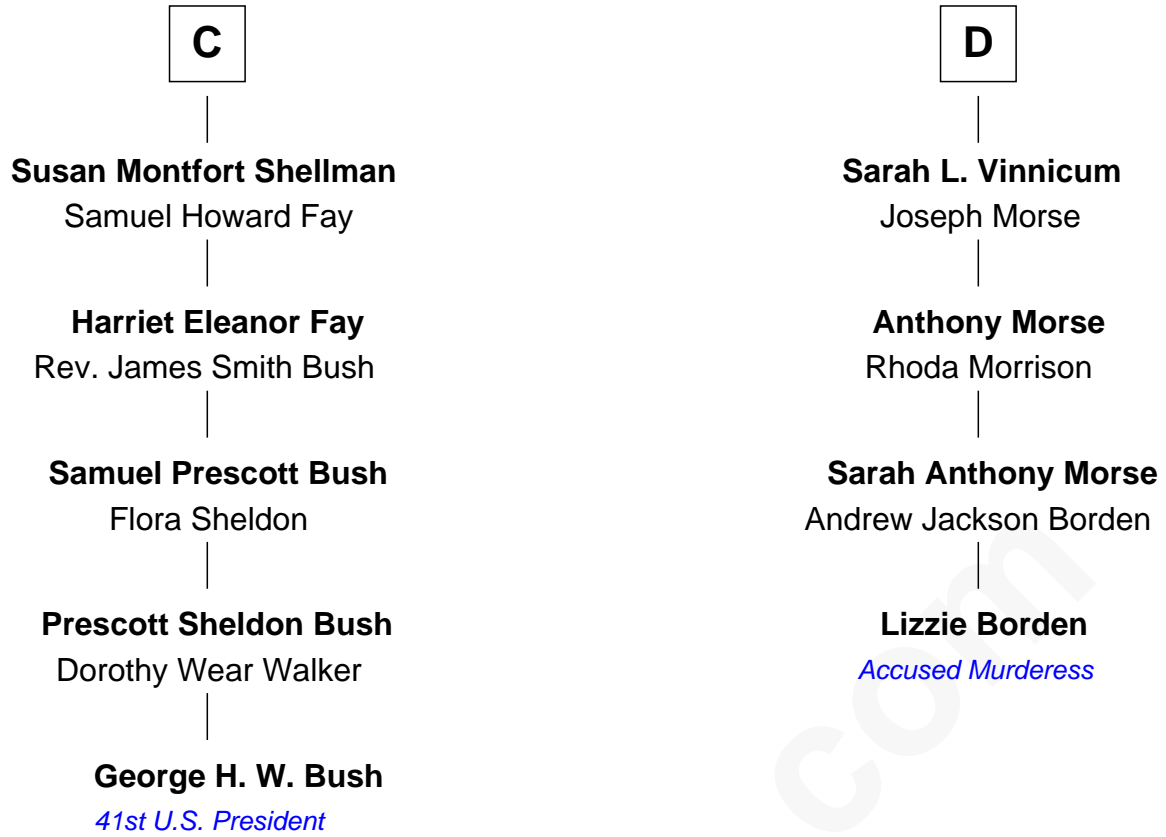 C
Susan Montfort Shellman
Samuel Howard Fay
Harriet Eleanor Fay
Rev. James Smith Bush
Samuel Prescott Bush
Flora Sheldon
Prescott Sheldon Bush
Dorothy Wear Walker
George H. W. Bush
41st U.S. President
D
Sarah L. Vinnicum
Joseph Morse
Anthony Morse
Rhoda Morrison
Sarah Anthony Morse
Andrew Jackson Borden
Lizzie Borden
Accused Murderess
com